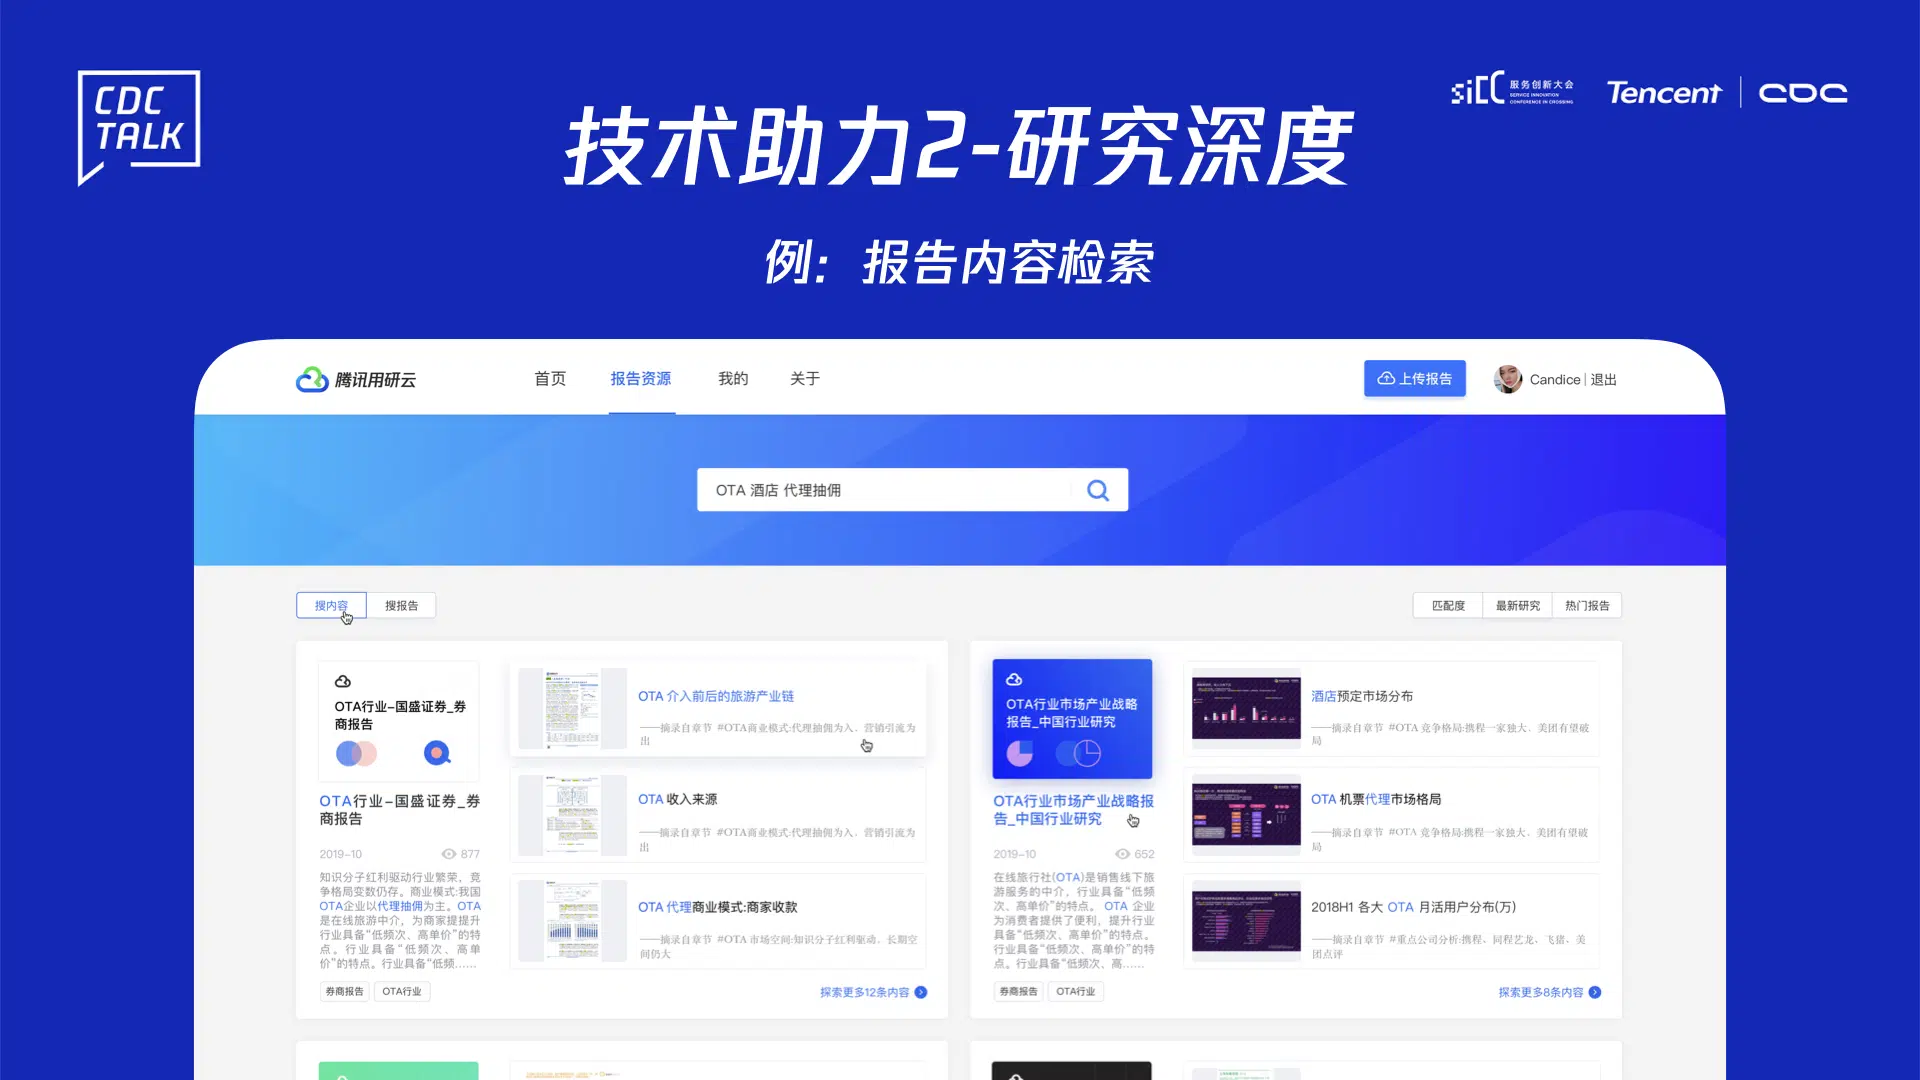 CDC
TALK
SiCC 服务创新大会
SERVICE INNOVATION
CONFERENCE IN CROSSING
Tencent | CDC
技术助力2-研究深度
例：报告内容检索
腾讯用研云
首页
报告资源
我的
关于
上传报告
Candice | 退出
OTA 酒店 代理抽佣
搜内容
搜报告
匹配度
最新研究
热门报告
OTA行业–国盛证券_券
商报告
OTA行业–国盛证券_券
商报告
2019-10
877
知识分子红利驱动行业繁荣，竞
争格局变数仍存。商业模式:我国
OTA企业以代理抽佣为主。OTA
是在线旅游中介，为商家提提升
行业具备“低频次、高单价”的特
点。行业具备“低频次、高单
价”的特点。行业具备“低频……
券商报告
OTA行业
OTA 介入前后的旅游产业链
——摘录自章节 #OTA商业模式:代理抽佣为入、营销引流为
出
OTA 收入来源
——摘录自章节 #OTA商业模式:代理抽佣为入、营销引流为
出
OTA 代理商业模式:商家收款
——摘录自章节 #OTA 市场空间:知识分子红利驱动，长期空
间仍大
探索更多12条内容
OTA行业市场产业战略
报告_中国行业研究
OTA行业市场产业战略报
告_中国行业研究
2019-10
652
在线旅行社(OTA)是销售线下旅
游服务的中介，行业具备“低频
次、高单价”的特点。 OTA 企业
为消费者提供了便利，提升行业
具备“低频次、高单价”的特点。
行业具备“低频次、高单价”的特
点。行业具备“低频次、高……
券商报告
OTA行业
酒店预定市场分布
——摘录自章节 #OTA 竞争格局:携程一家独大、美团有望破
局
OTA 机票代理市场格局
——摘录自章节 #OTA 竞争格局:携程一家独大、美团有望破
局
2018H1 各大 OTA 月活用户分布(万)
——摘录自章节 #重点公司分析:携程、同程艺龙、飞猪、美
团点评
探索更多8条内容